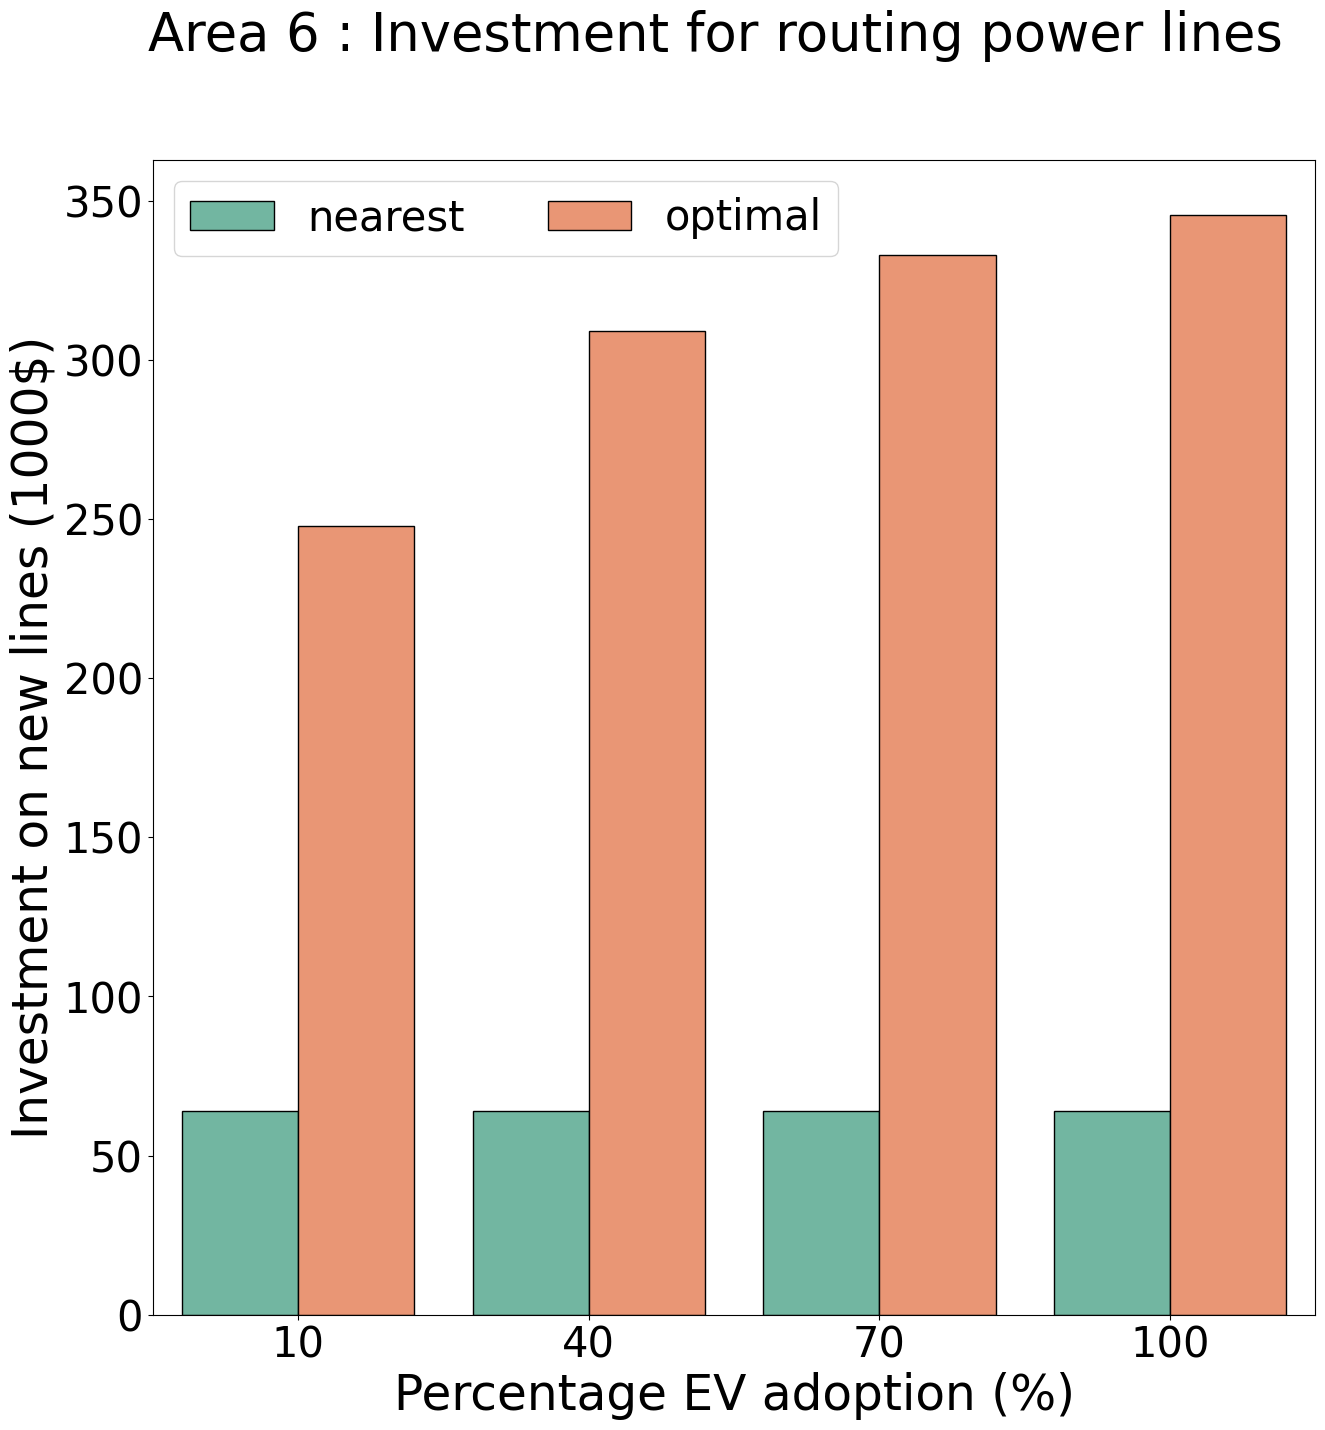 Area 6 : Investment for routing power lines
nearest
optimal
Investment on new lines (1000$)
350
300
250
200
150
100
50
0
10
40
70
100
Percentage EV adoption (%)